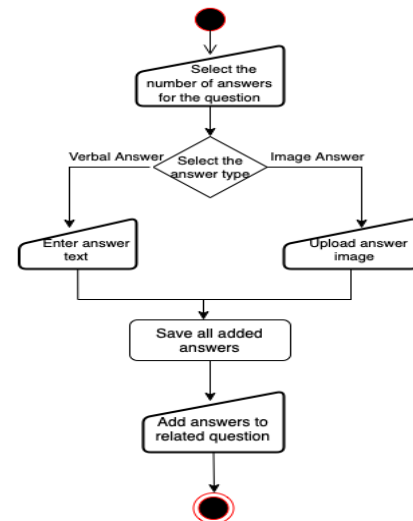 Select the
number of answers
for the question
Verbal Answer
Select the
answer type
Image Answer
Enter answer
text
Upload answer
image
Save all added
answers
Add answers to
related question